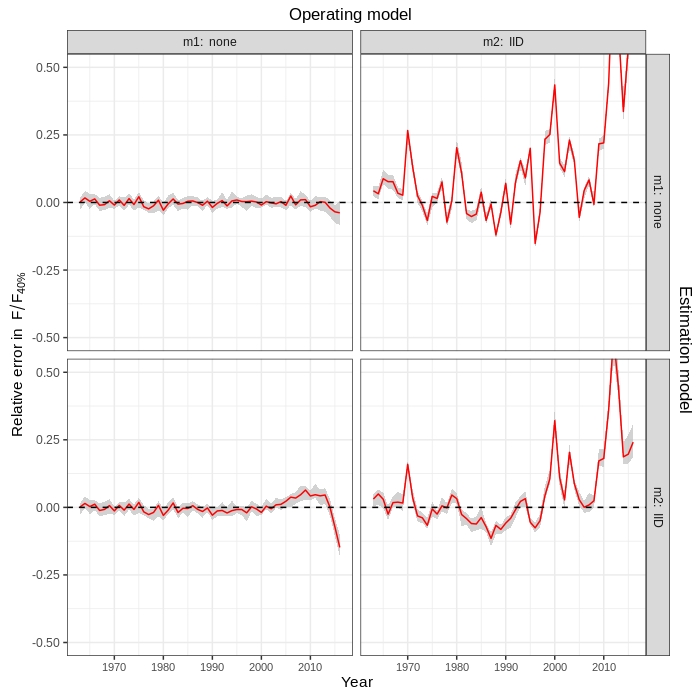 Operating model
m1: none
m2: IID
0.50
0.25
0.00
-0.25
-0.50
m1: none
0.50
0.25
0.00
-0.25
-0.50
m2: IID
Relative error in F/F40%
Estimation model
1970 1980 1990 2000 2010
1970 1980 1990 2000 2010
Year